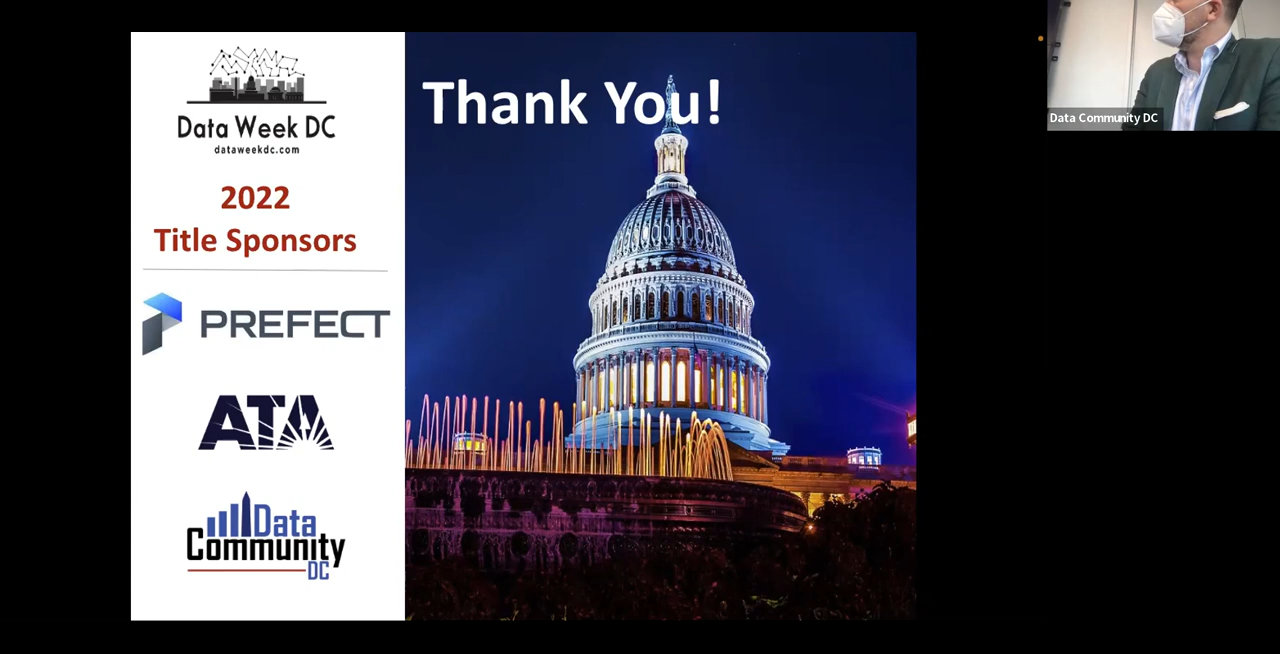 Data Week DC
dataweekdc.com
2022
Title Sponsors
PREFECT
ATA
Data
Community
DC
Thank You!
Data Community DC